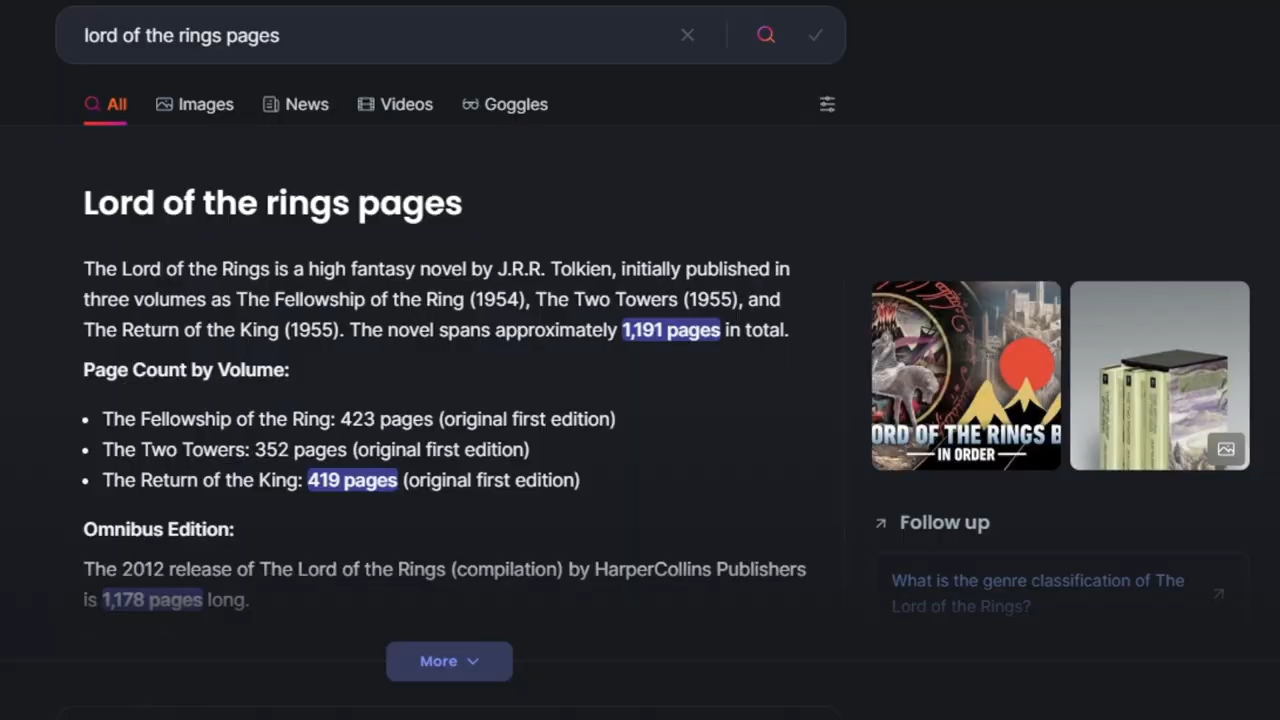 lord of the rings pages
All Images News Videos Goggles
Lord of the rings pages
The Lord of the Rings is a high fantasy novel by J.R.R. Tolkien, initially published in
three volumes as The Fellowship of the Ring (1954), The Two Towers (1955), and
The Return of the King (1955). The novel spans approximately 1,191 pages in total.
Page Count by Volume:
• The Fellowship of the Ring: 423 pages (original first edition)
• The Two Towers: 352 pages (original first edition)
• The Return of the King: 419 pages (original first edition)
Omnibus Edition:
The 2012 release of The Lord of the Rings (compilation) by HarperCollins Publishers
is 1,178 pages long.
More
ORD OF THE RINGS B
IN ORDER
Follow up
What is the genre classification of The
Lord of the Rings?